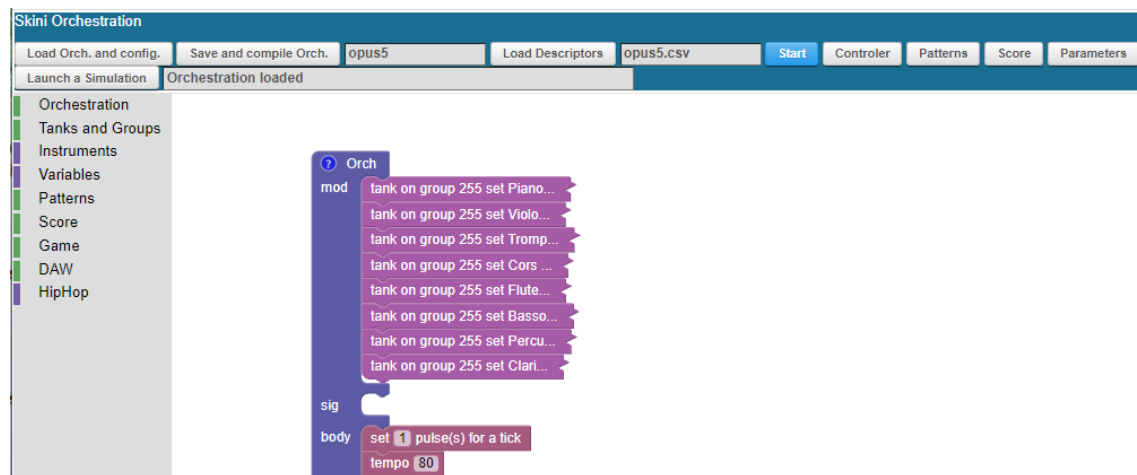 Skini Orchestration
Load Orch. and config. Save and compile Orch. opus5 Load Descriptors opus5.csv Start Controler Patterns Score Parameters
Launch a Simulation Orchestration loaded
Orchestration
Tanks and Groups
Instruments
Variables
Patterns
Score
Game
DAW
HipHop
? Orch
mod tank on group 255 set Piano...
tank on group 255 set Violo...
tank on group 255 set Tromp...
tank on group 255 set Cors ...
tank on group 255 set Flute...
tank on group 255 set Basso...
tank on group 255 set Percu...
tank on group 255 set Clari...
sig
body set 1 pulse(s) for a tick
tempo 80